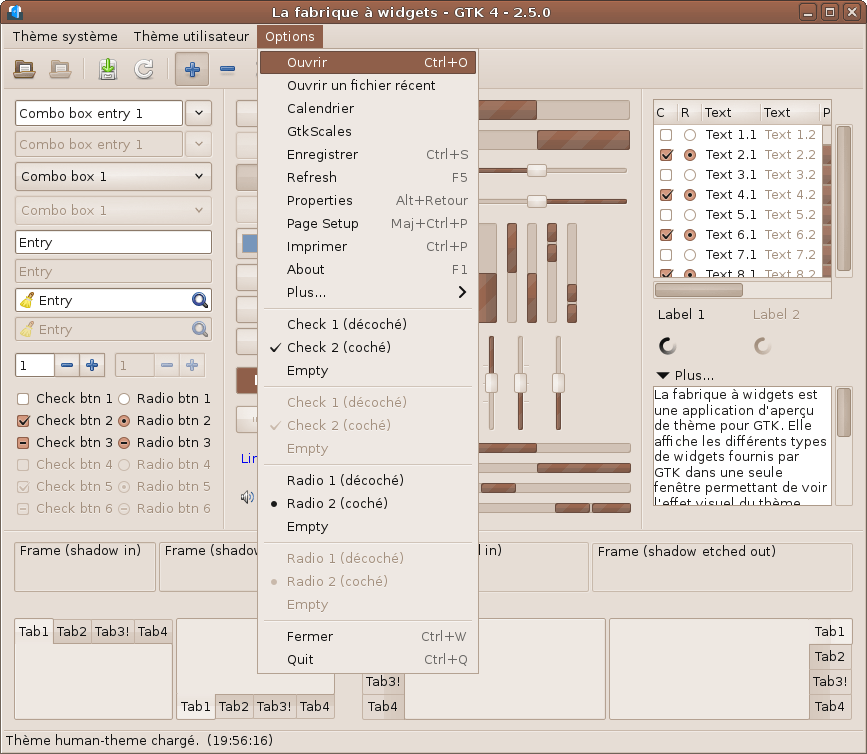 La fabrique à widgets - GTK 4 - 2.5.0
Thème système Thème utilisateur Options
Ouvrir Ctrl+O
Ouvrir un fichier récent
Calendrier
GtkScales
Enregistrer Ctrl+S
Refresh F5
Properties Alt+Retour
Page Setup Maj+Ctrl+P
Imprimer Ctrl+P
About F1
Plus...
Check 1 (décoché)
Check 2 (coché)
Empty
Check 1 (décoché)
Check 2 (coché)
Empty
Radio 1 (décoché)
Radio 2 (coché)
Empty
Radio 1 (décoché)
Radio 2 (coché)
Empty
Fermer Ctrl+W
Quit Ctrl+Q
Combo box entry 1
Combo box entry 1
Combo box 1
Combo box 1
Entry
Entry
Entry
Entry
1 1
Check btn 1 Radio btn 1
Check btn 2 Radio btn 2
Check btn 3 Radio btn 3
Check btn 4 Radio btn 4
Check btn 5 Radio btn 5
Check btn 6 Radio btn 6
C R Text Text P
Text 1.1 Text 1.2
Text 2.1 Text 2.2
Text 3.1 Text 3.2
Text 4.1 Text 4.2
Text 5.1 Text 5.2
Text 6.1 Text 6.2
Text 7.1 Text 7.2
Text 8.1 Text 8.2
Label 1 Label 2
Plus...
La fabrique à widgets est
une application d'aperçu
de thème pour GTK. Elle
affiche les différents types
de widgets fournis par
GTK dans une seule
fenêtre permettant de voir
l'effet visuel du thème
Frame (shadow in) Frame (shadow in) Frame (shadow etched out)
Tab1 Tab2 Tab3! Tab4
Tab1 Tab2 Tab3! Tab4
Tab3!
Tab4
Tab1
Tab2
Tab3!
Tab4
Thème human-theme chargé. (19:56:16)